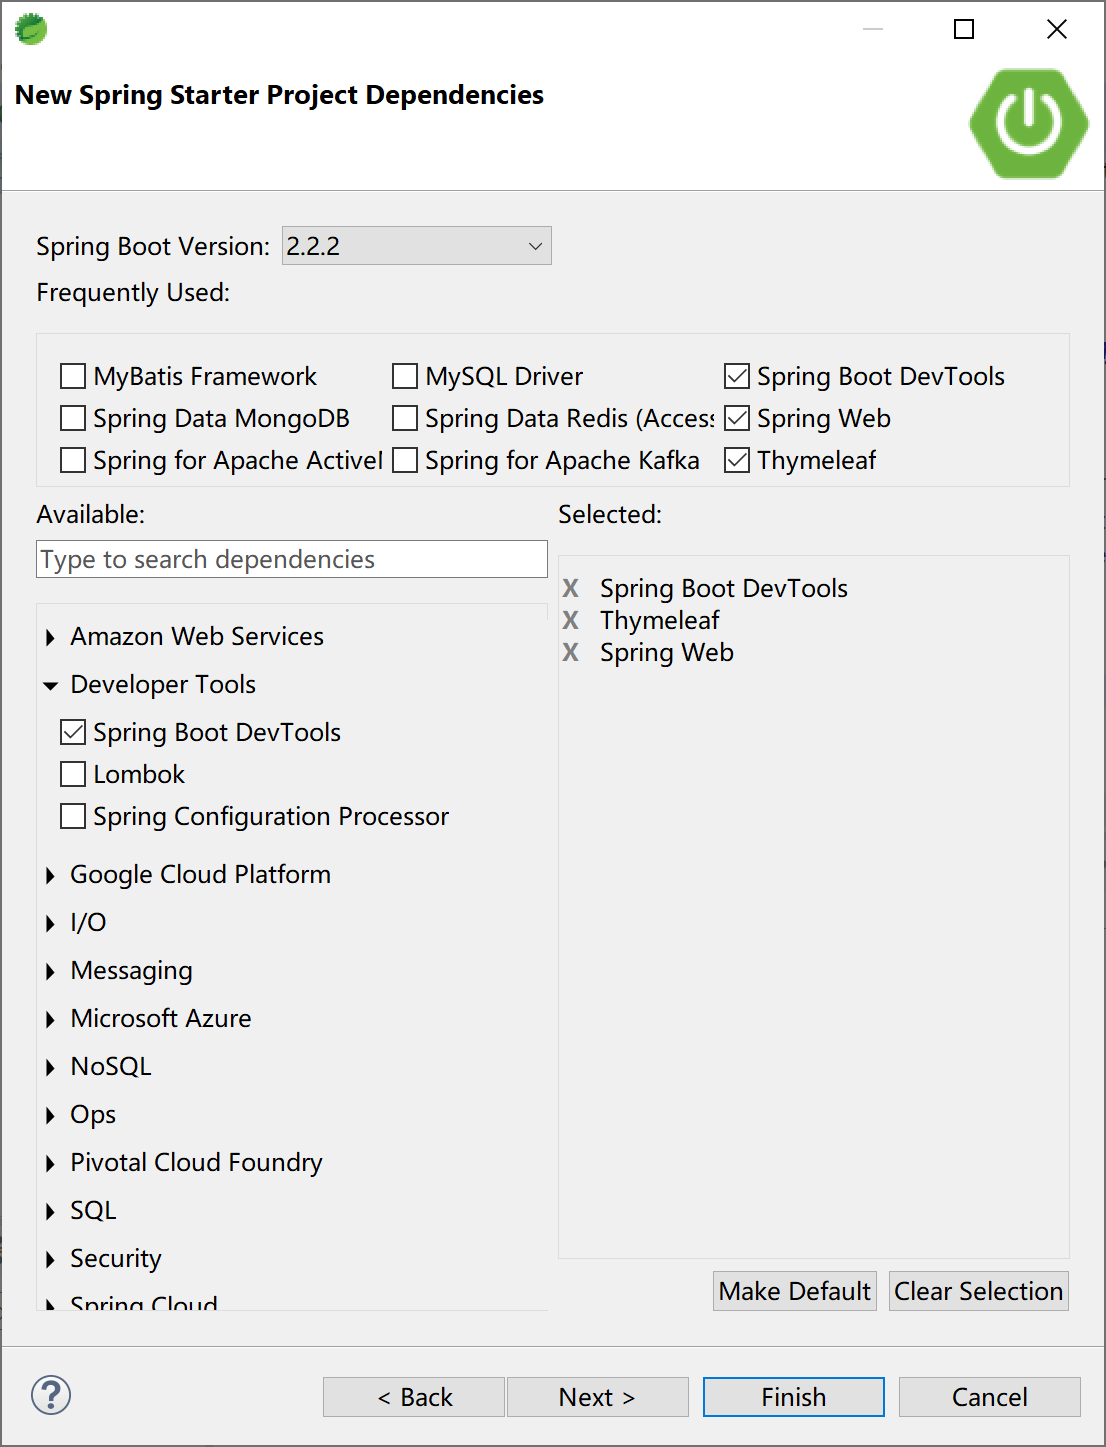 New Spring Starter Project Dependencies
Spring Boot Version: 2.2.2
Frequently Used:
MyBatis Framework MySQL Driver Spring Boot DevTools
Spring Data MongoDB Spring Data Redis (Access Spring Web
Spring for Apache Active Spring for Apache Kafka Thymeleaf
Available: Selected:
Type to search dependencies
X Spring Boot DevTools
X Thymeleaf
X Spring Web
Amazon Web Services
Developer Tools
Spring Boot DevTools
Lombok
Spring Configuration Processor
Google Cloud Platform
I/O
Messaging
Microsoft Azure
NoSQL
Ops
Pivotal Cloud Foundry
SQL
Security
Spring Cloud
Make Default Clear Selection
? < Back Next > Finish Cancel